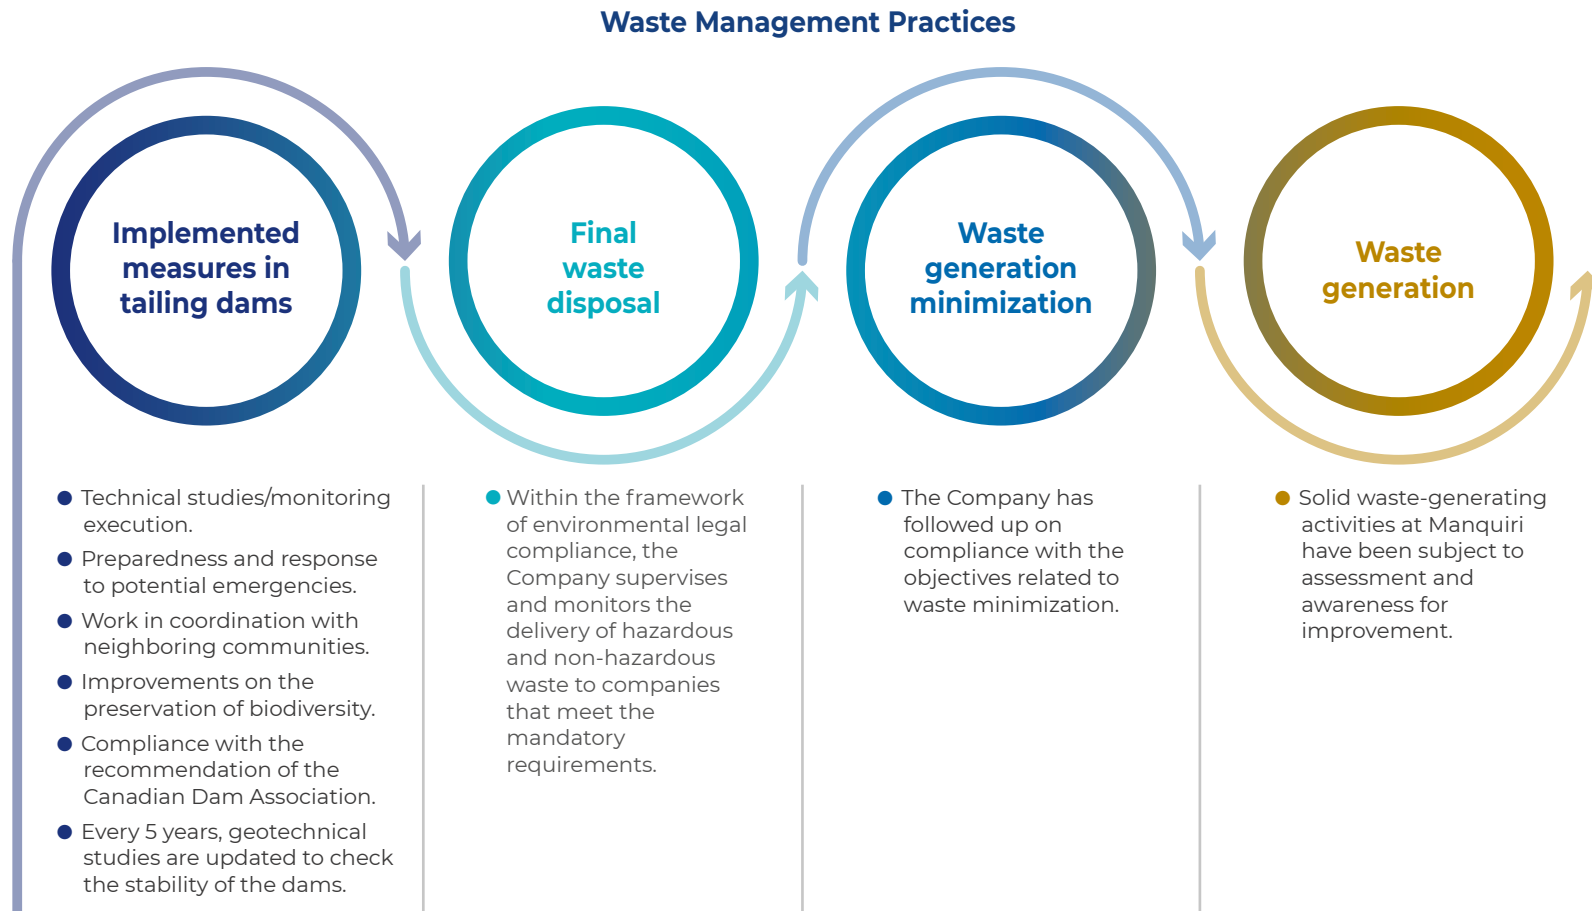 Waste Management Practices
Implemented
measures in
tailing dams
Final
waste
disposal
Waste
generation
minimization
Waste
generation
Technical studies/monitoring
execution.
Preparedness and response
to potential emergencies.
Work in coordination with
neighboring communities.
Improvements on the
preservation of biodiversity.
Compliance with the
recommendation of the
Canadian Dam Association.
Every 5 years, geotechnical
studies are updated to check
the stability of the dams.
Within the framework
of environmental legal
compliance, the
Company supervises
and monitors the
delivery of hazardous
and non-hazardous
waste to companies
that meet the
mandatory
requirements.
The Company has
followed up on
compliance with the
objectives related to
waste minimization.
Solid waste-generating
activities at Manquiri
have been subject to
assessment and
awareness for
improvement.